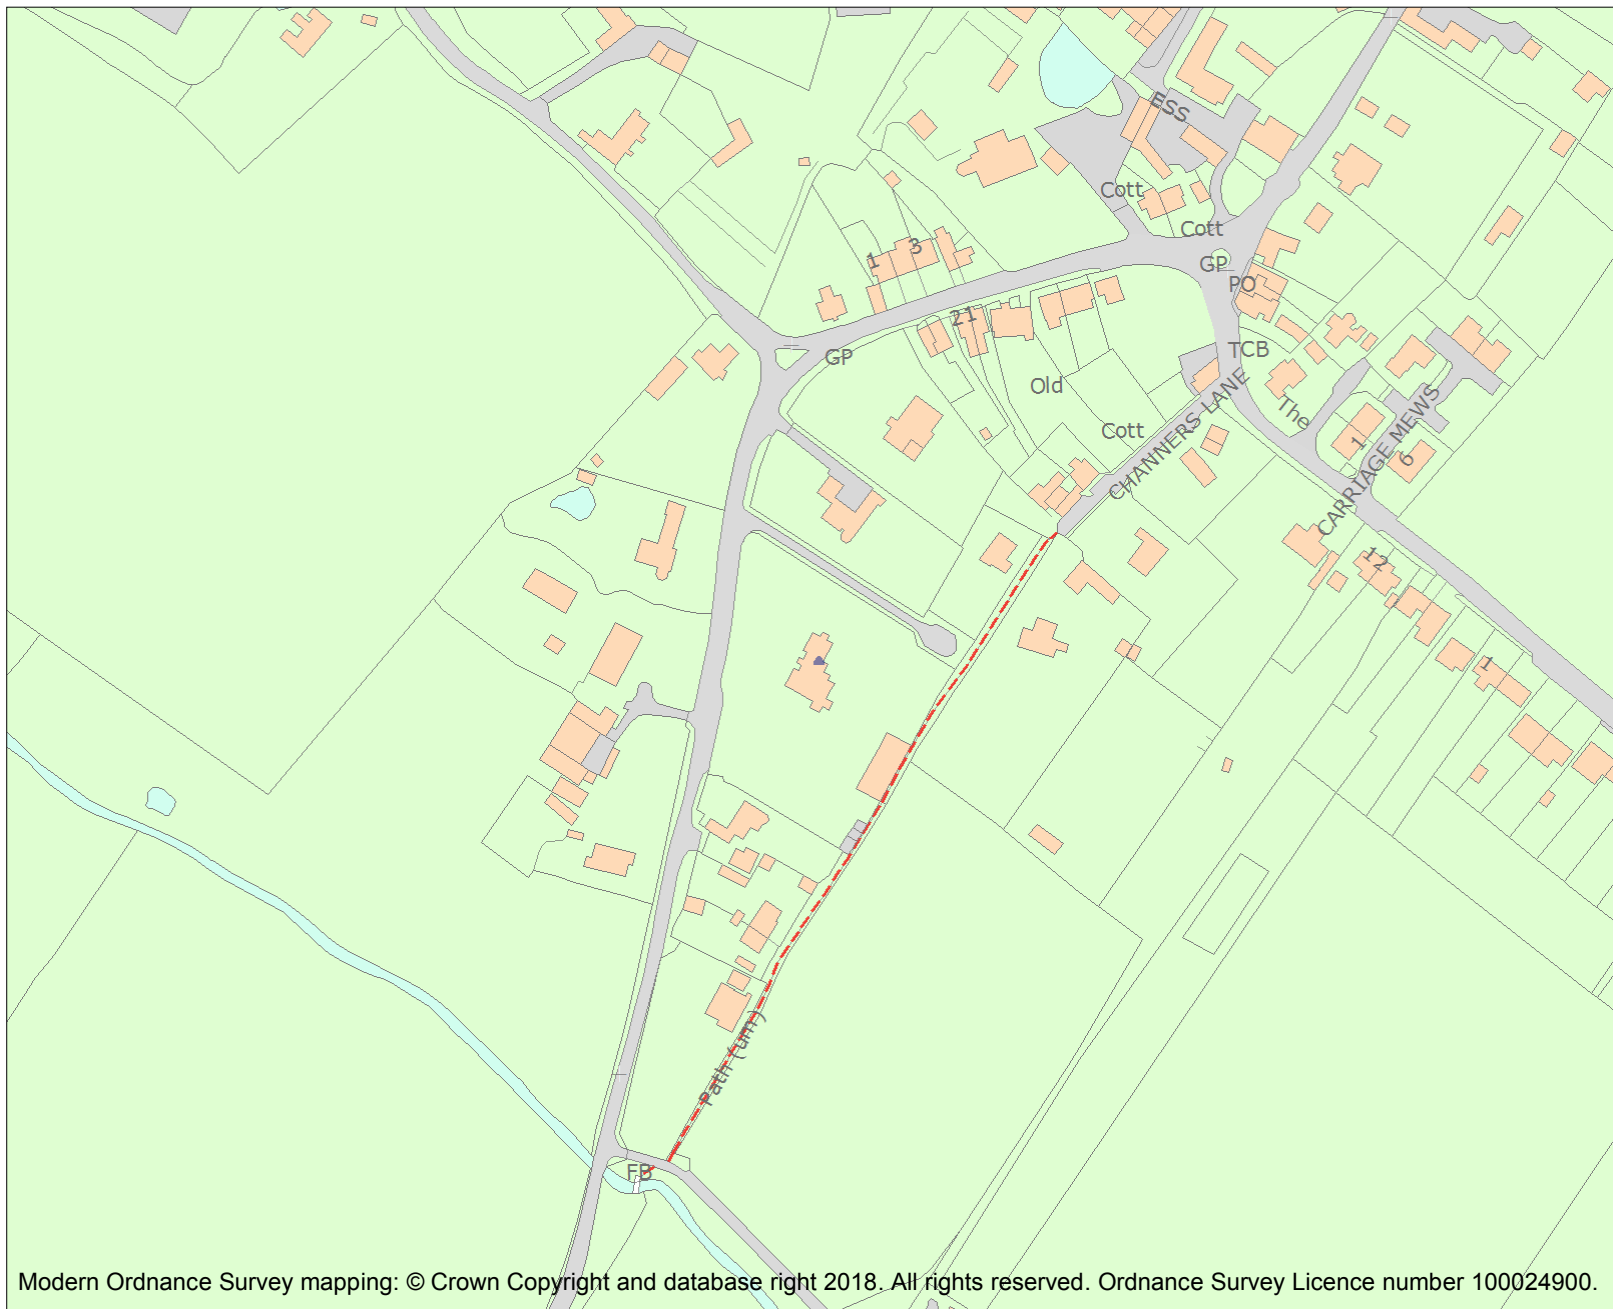 ESS
Cott
Cott
3
1
GP
PO
21
TCB
GP
Old
CHANNERS LANE
The
CARRIAGE MEWS
Cott
1
6
12
1
Path (um)
FB
Modern Ordnance Survey mapping: © Crown Copyright and database right 2018. All rights reserved. Ordnance Survey Licence number 100024900.